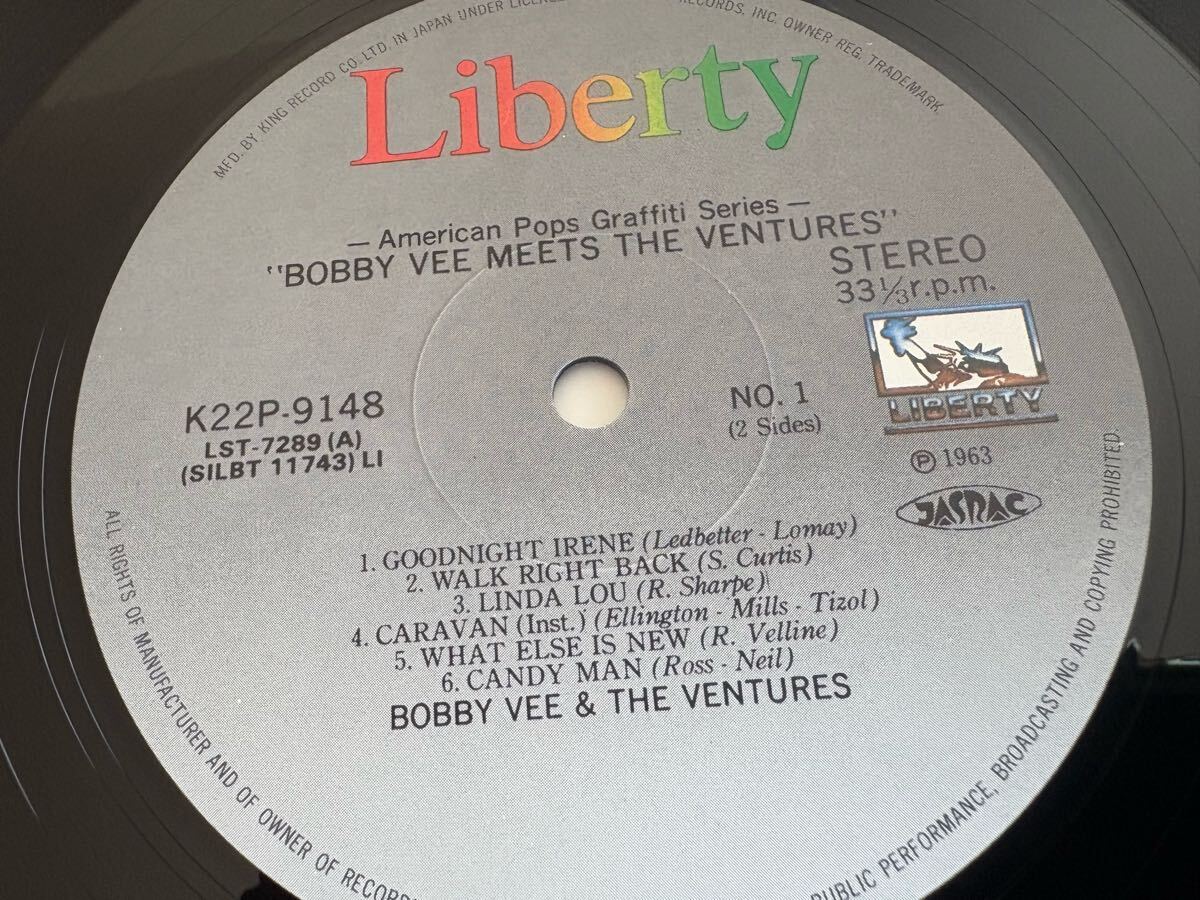 MFD. BY KING RECORD CO. LTD. IN JAPAN UNDER RECORDS, INC. OWNER REG. TRADEMARK.
Liberty
— American Pops Graffiti Series —
"BOBBY VEE MEETS THE VENTURES"
STEREO
33⅓r.p.m.
LIBERTY
K22P-9148
LST-7289 (A)
(SILBT 11743) LI
NO. 1
(2 Sides)
Ⓟ 1963
JASRAC
1. GOODNIGHT IRENE (Ledbetter - Lomay)
2. WALK RIGHT BACK (S. Curtis)
3. LINDA LOU (R. Sharpe)
4. CARAVAN (Inst.) (Ellington - Mills - Tizol)
5. WHAT ELSE IS NEW (R. Velline)
6. CANDY MAN (Ross - Neil)
BOBBY VEE & THE VENTURES
ALL RIGHTS OF MANUFACTURER AND OF OWNER OF PUBLIC PERFORMANCE, BROADCASTING AND COPYING PROHIBITED.